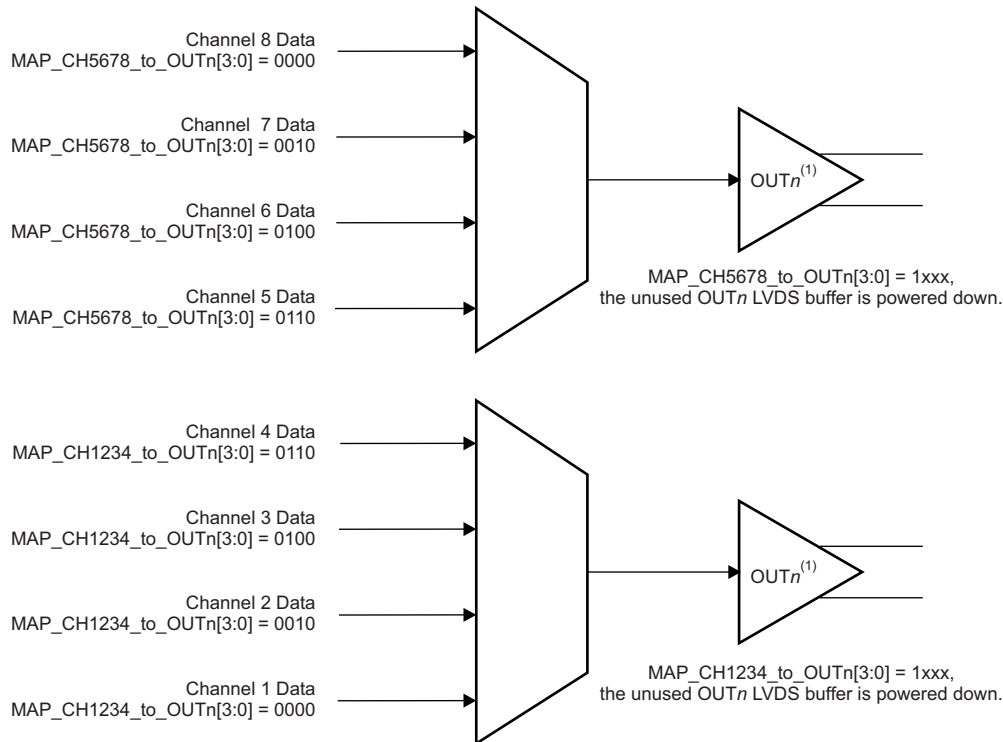 Channel 8 Data
MAP_CH5678_to_OUTn[3:0] = 0000
Channel 7 Data
MAP_CH5678_to_OUTn[3:0] = 0010
Channel 6 Data
MAP_CH5678_to_OUTn[3:0] = 0100
Channel 5 Data
MAP_CH5678_to_OUTn[3:0] = 0110
OUTn(1)
MAP_CH5678_to_OUTn[3:0] = 1xxx,
the unused OUTn LVDS buffer is powered down.
Channel 4 Data
MAP_CH1234_to_OUTn[3:0] = 0110
Channel 3 Data
MAP_CH1234_to_OUTn[3:0] = 0100
Channel 2 Data
MAP_CH1234_to_OUTn[3:0] = 0010
Channel 1 Data
MAP_CH1234_to_OUTn[3:0] = 0000
OUTn(1)
MAP_CH1234_to_OUTn[3:0] = 1xxx,
the unused OUTn LVDS buffer is powered down.